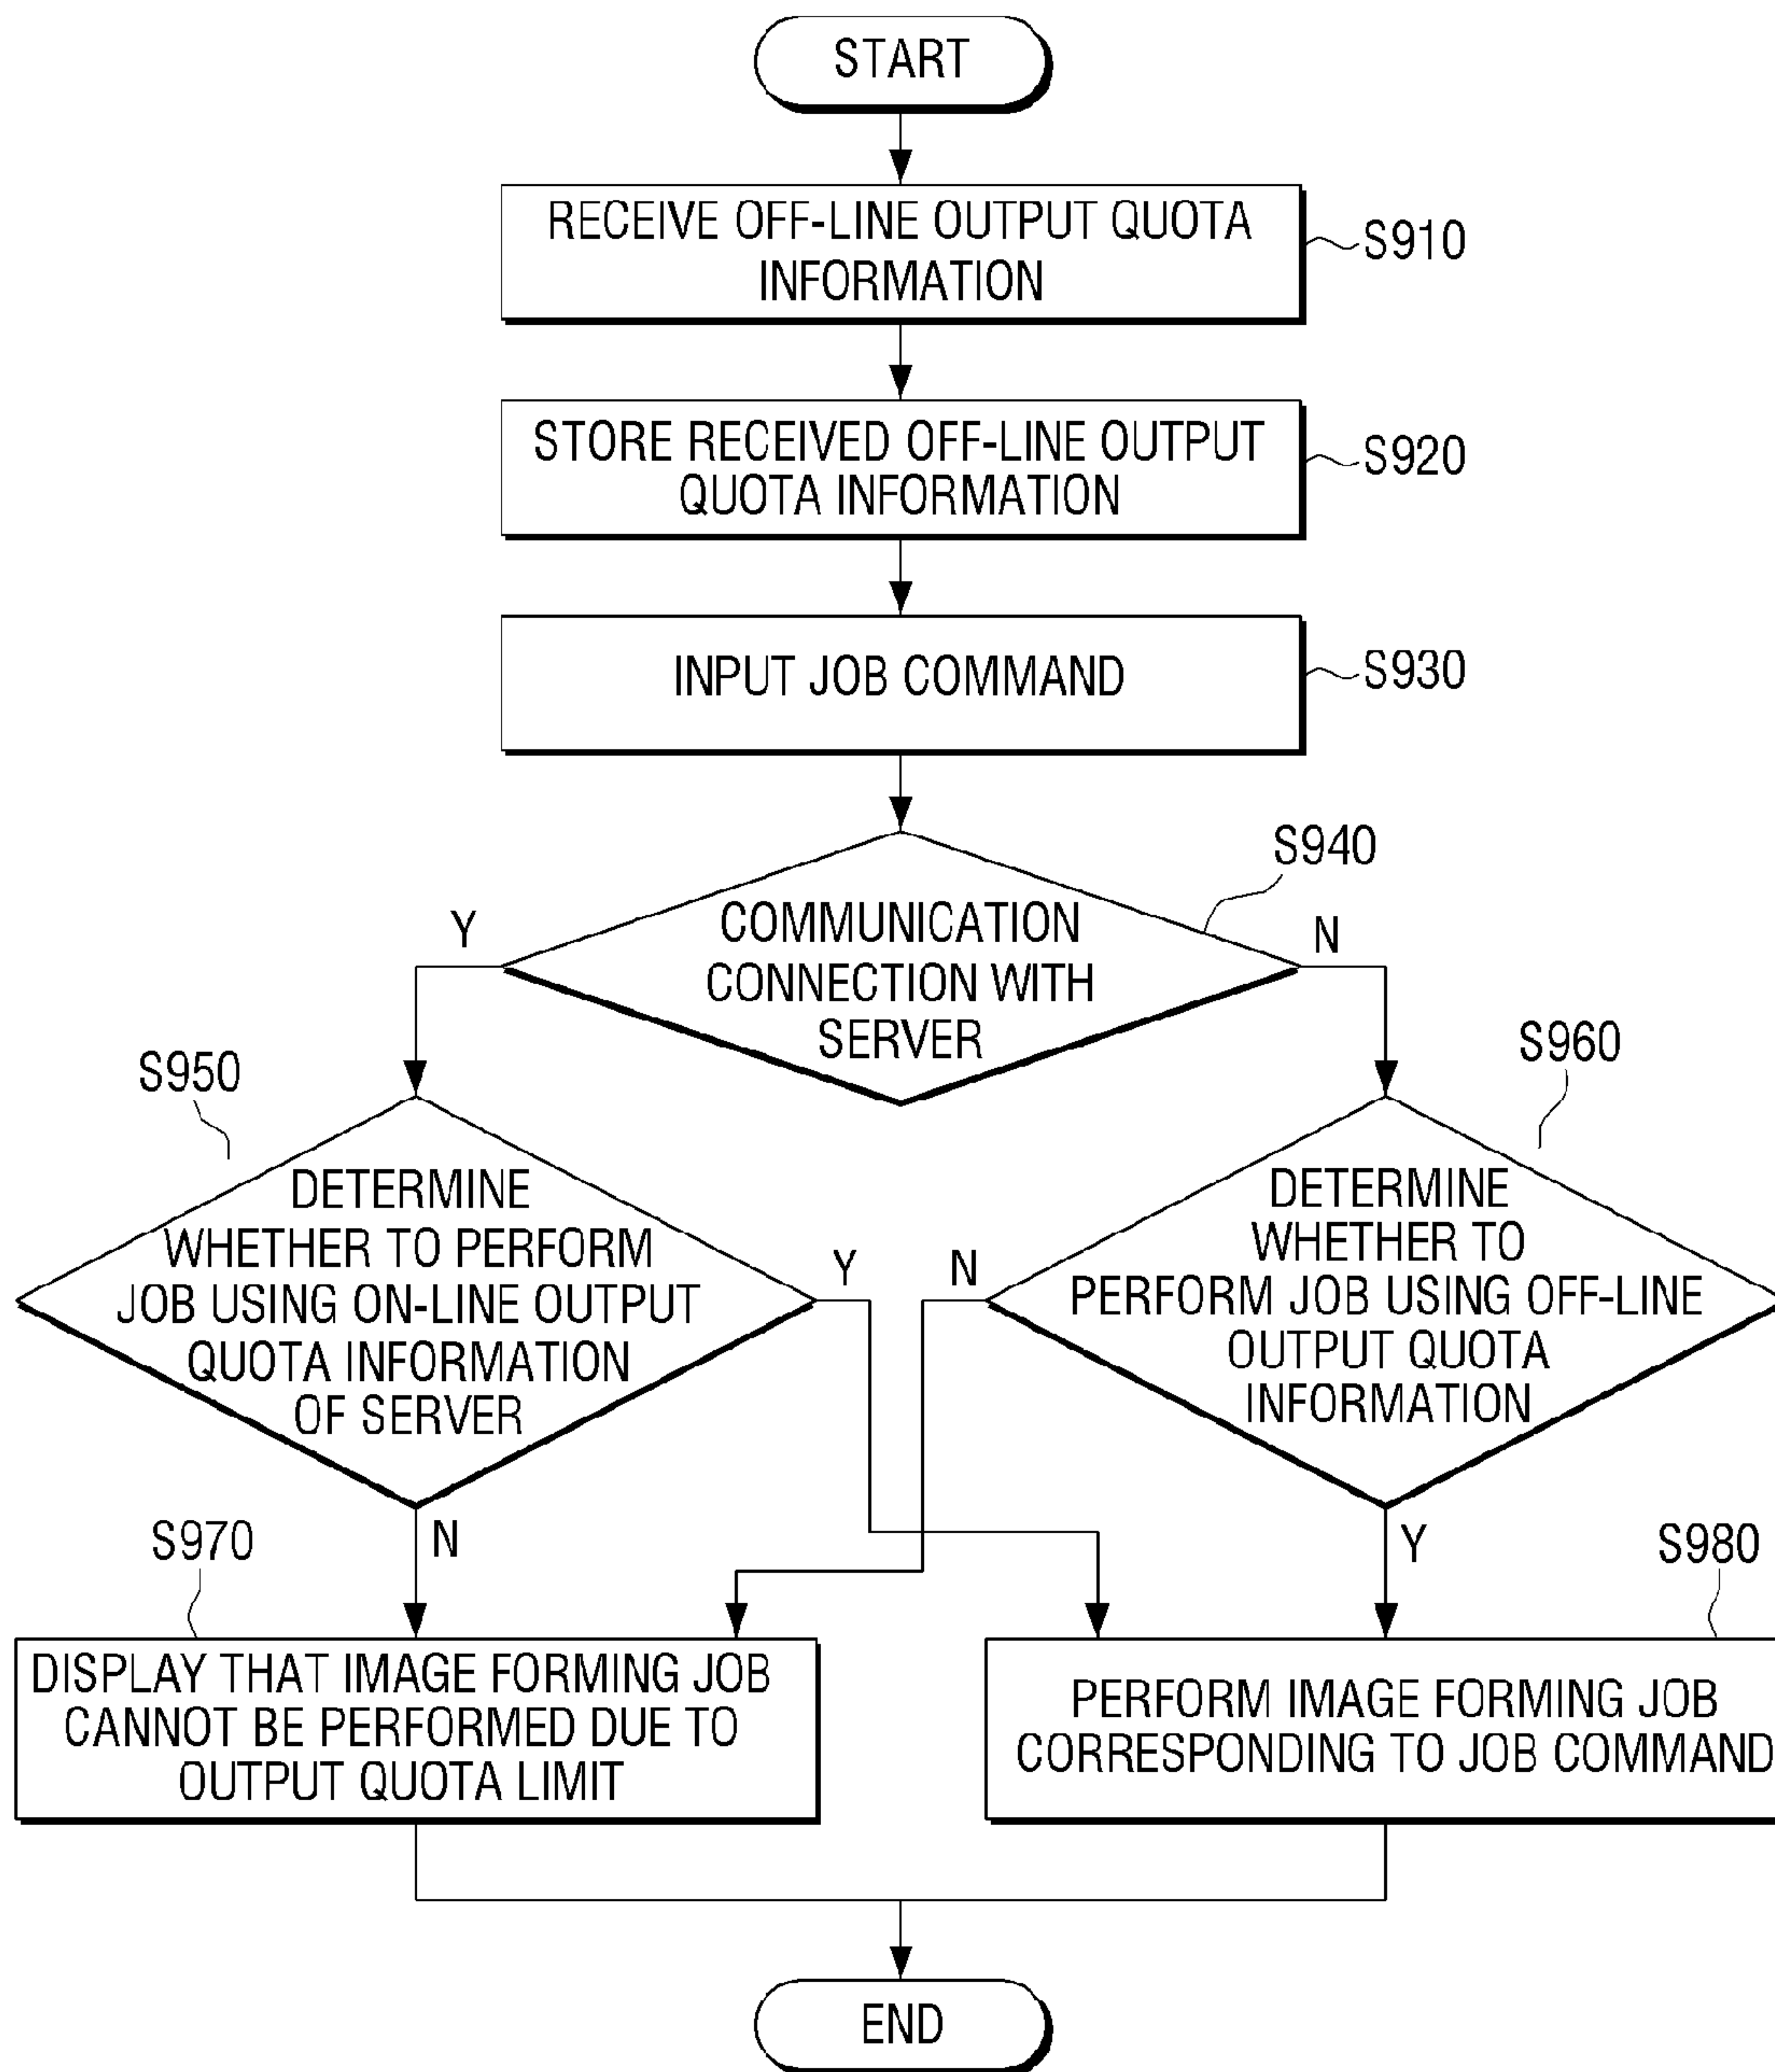 START
RECEIVE OFF-LINE OUTPUT QUOTA
INFORMATION
S910
STORE RECEIVED OFF-LINE OUTPUT
QUOTA INFORMATION
S920
INPUT JOB COMMAND
S930
S940
COMMUNICATION
CONNECTION WITH
SERVER
Y
N
S950
S960
DETERMINE
WHETHER TO PERFORM
JOB USING ON-LINE OUTPUT
QUOTA INFORMATION
OF SERVER
Y
N
DETERMINE
WHETHER TO
PERFORM JOB USING OFF-LINE
OUTPUT QUOTA
INFORMATION
S970
N
Y
S980
DISPLAY THAT IMAGE FORMING JOB
CANNOT BE PERFORMED DUE TO
OUTPUT QUOTA LIMIT
PERFORM IMAGE FORMING JOB
CORRESPONDING TO JOB COMMAND
END